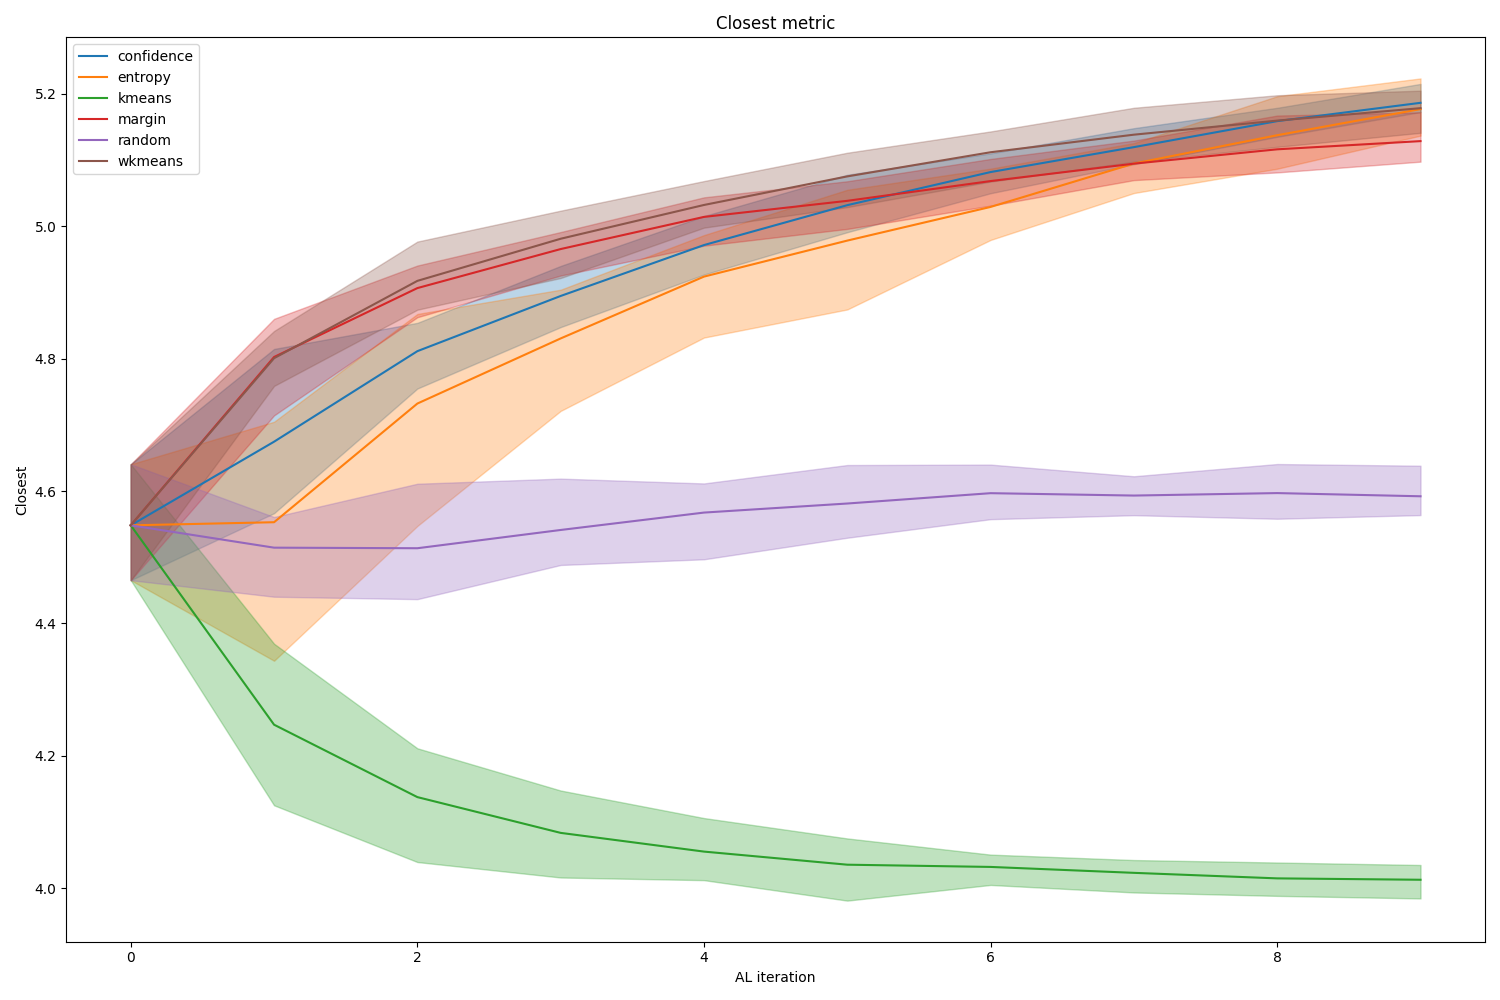 Closest metric
confidence
entropy
kmeans
margin
random
wkmeans
Closest
5.2
5.0
4.8
4.6
4.4
4.2
4.0
0 2 4 6 8
AL iteration